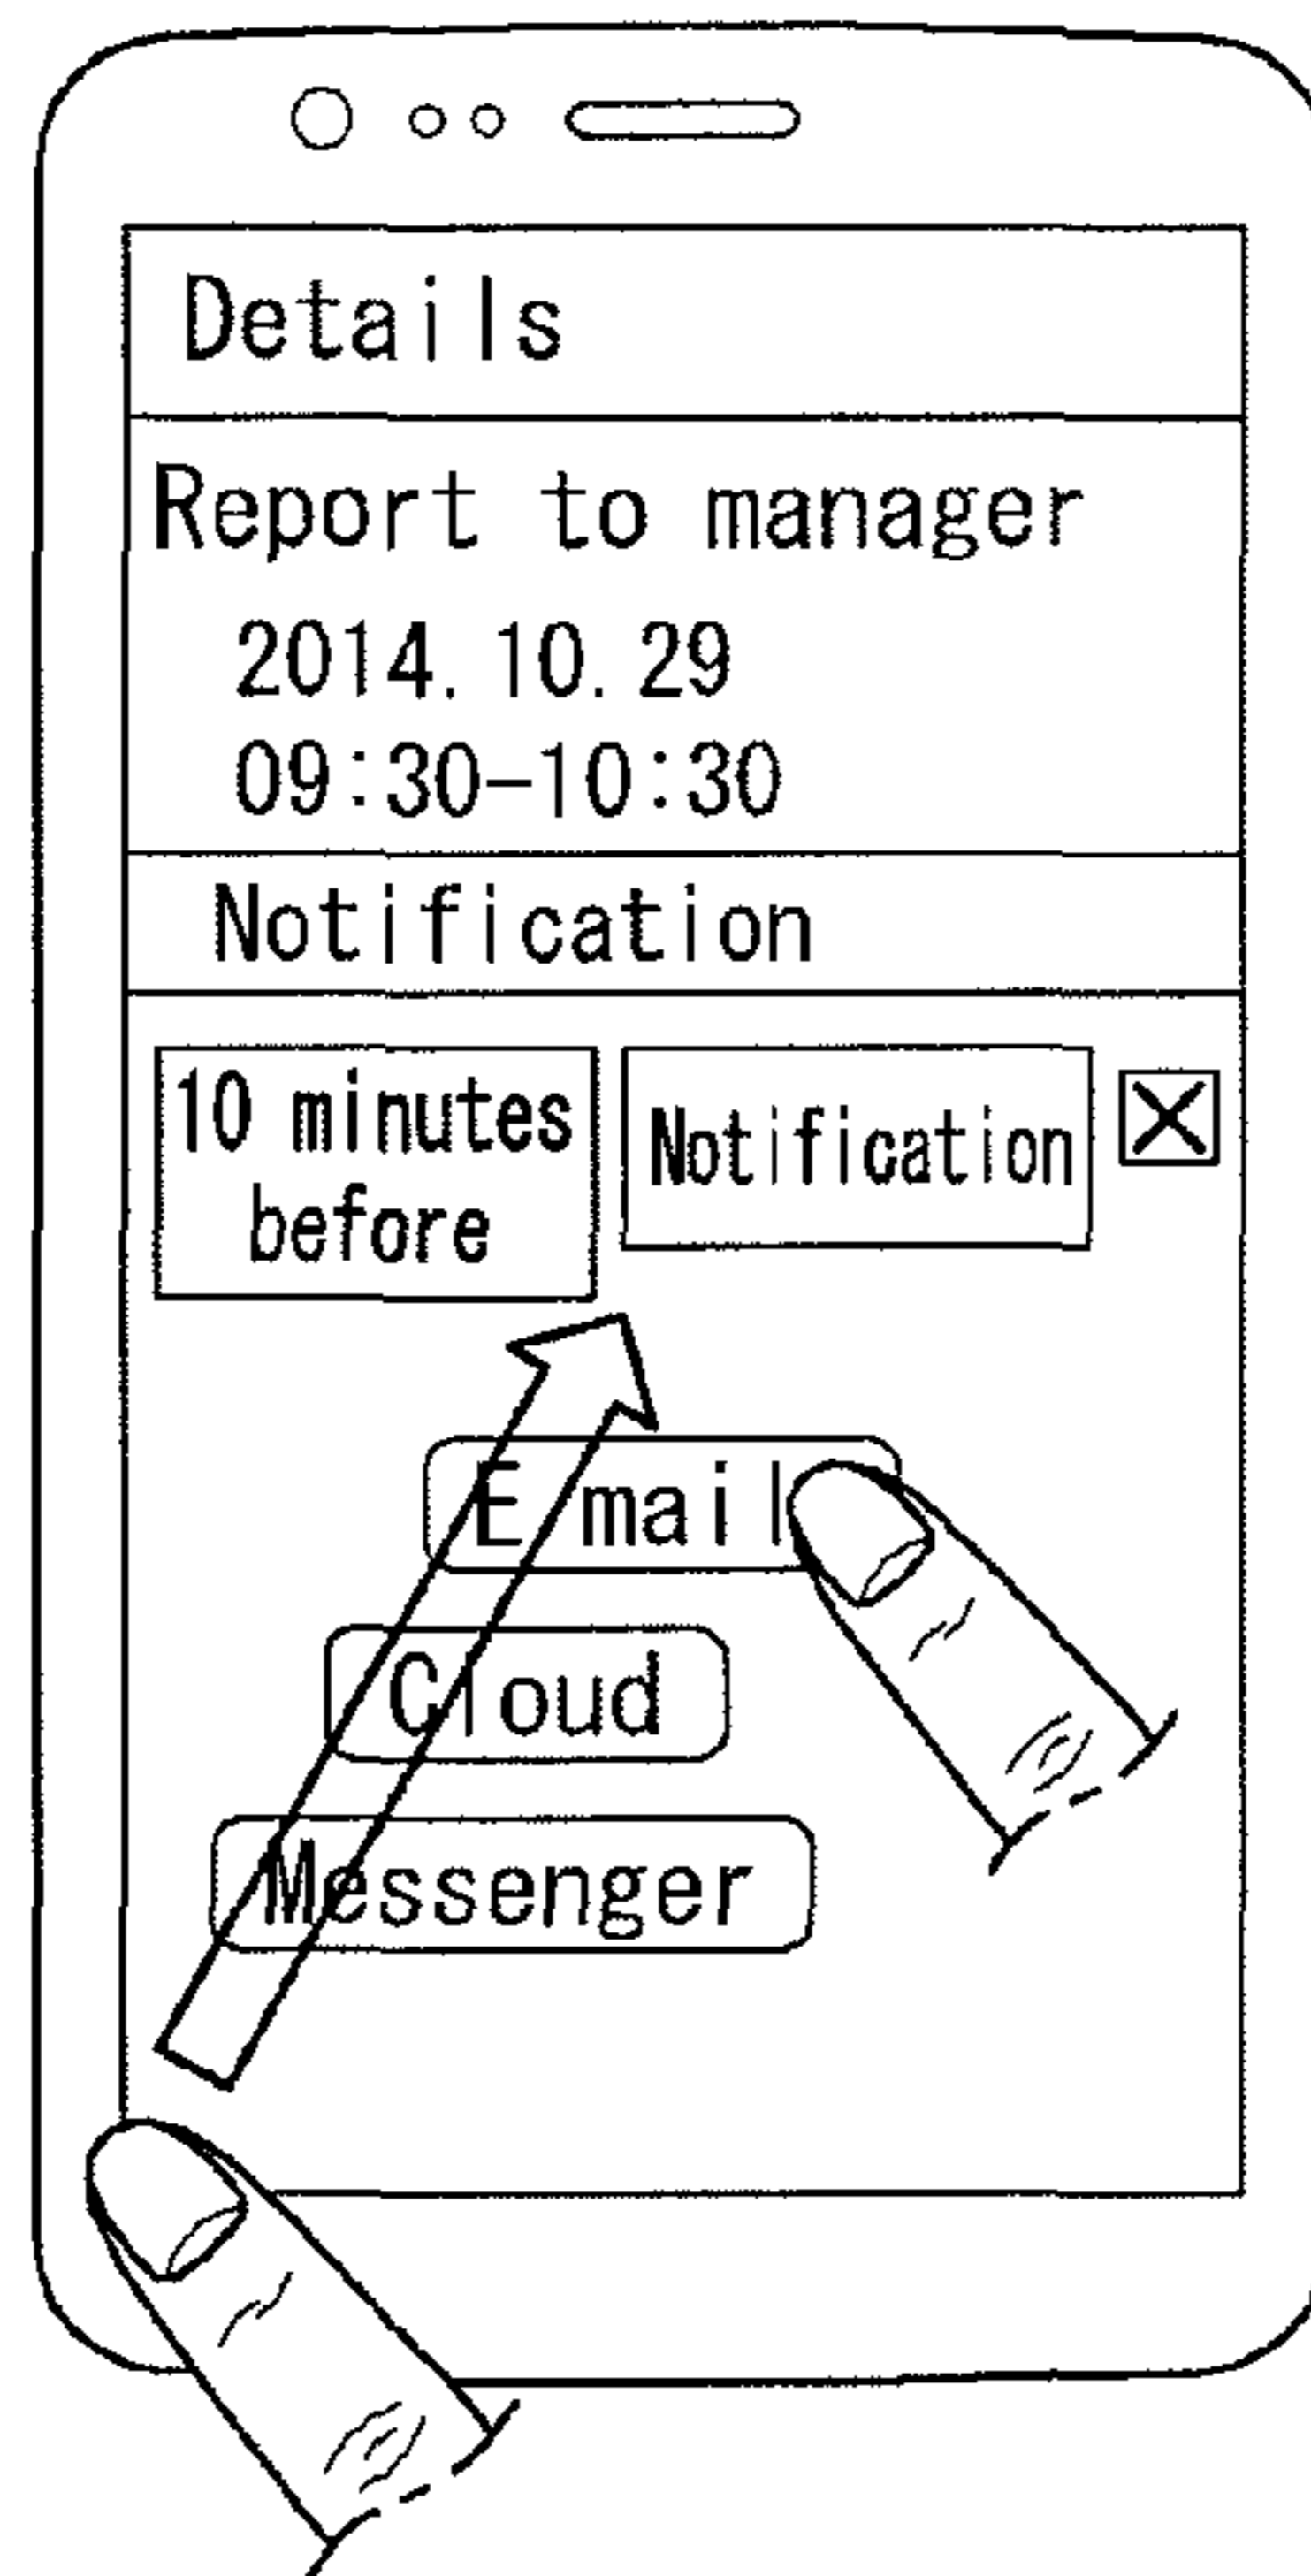 Details
Report to manager
2014.10.29
09:30-10:30
Notification
10 minutes
before
Notification
E mail
Cloud
Messenger